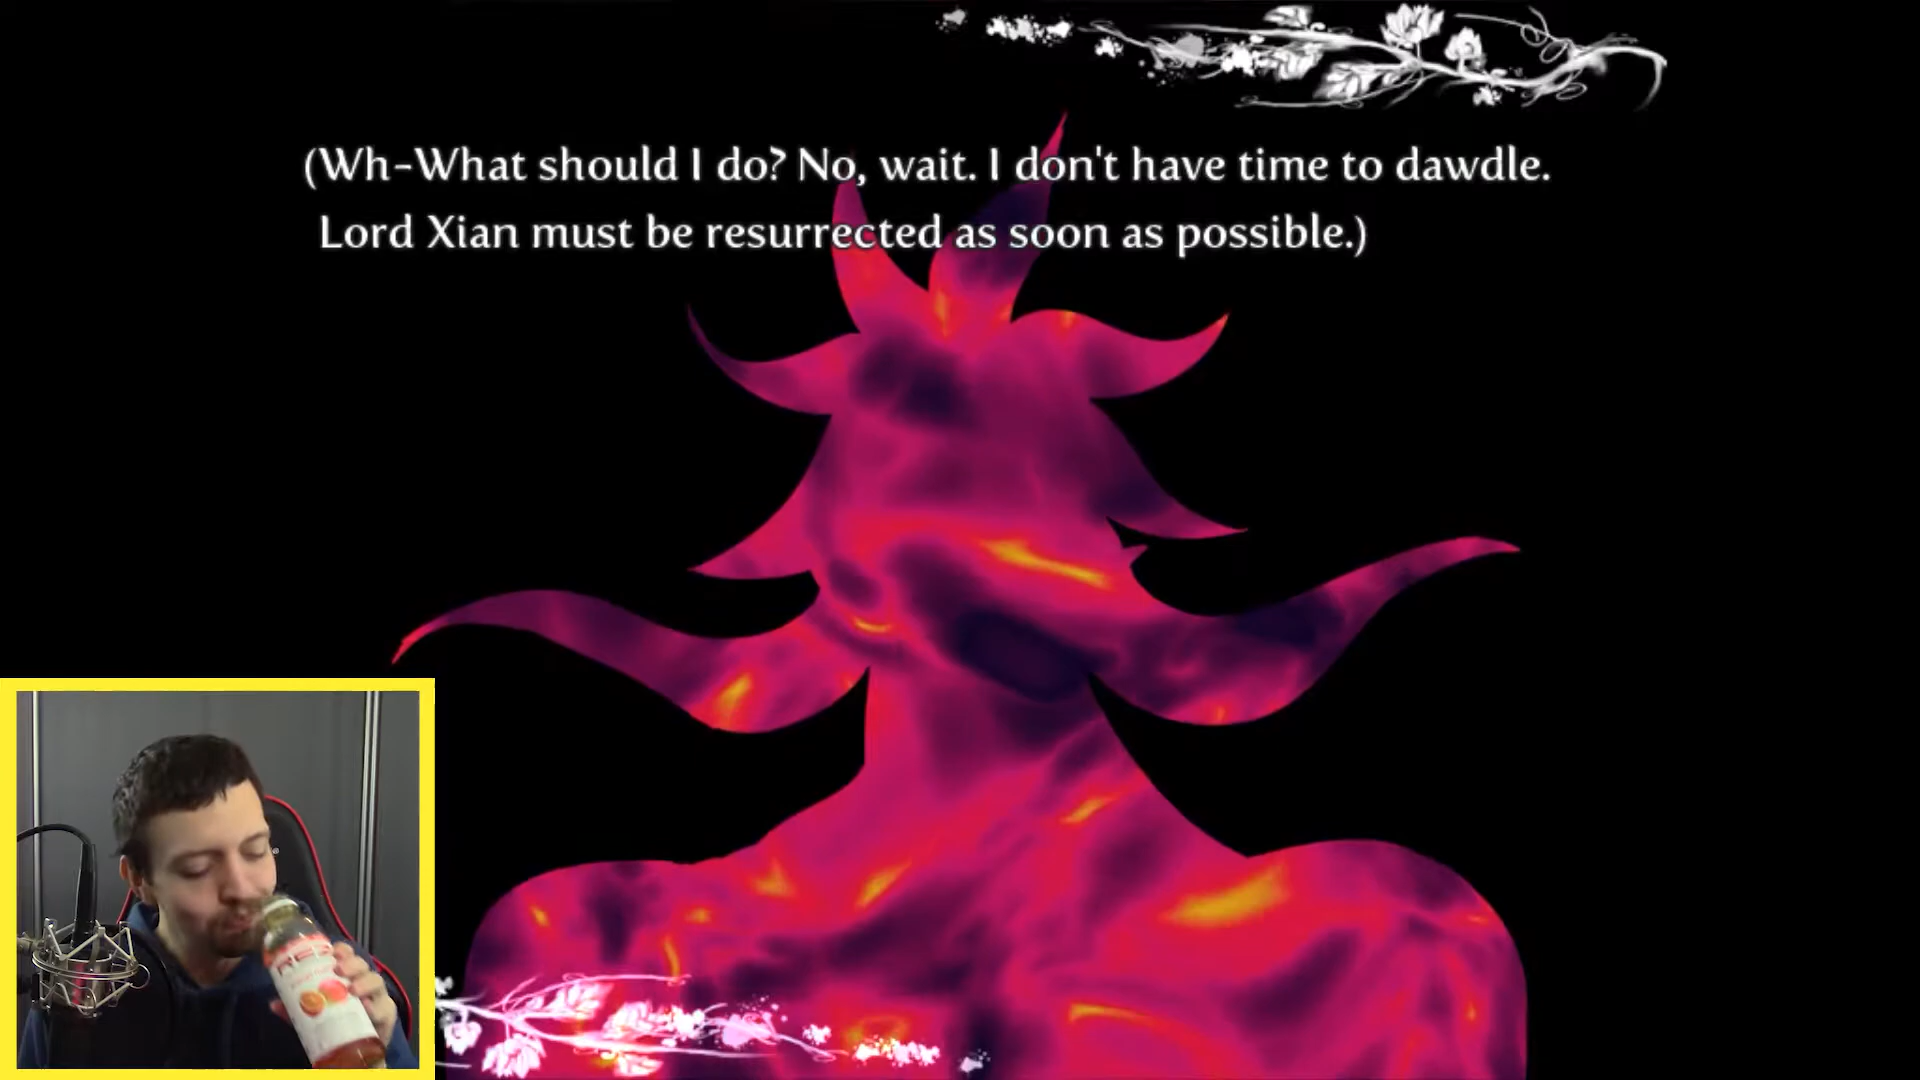 (Wh-What should I do? No, wait. I don't have time to dawdle.
Lord Xian must be resurrected as soon as possible.)